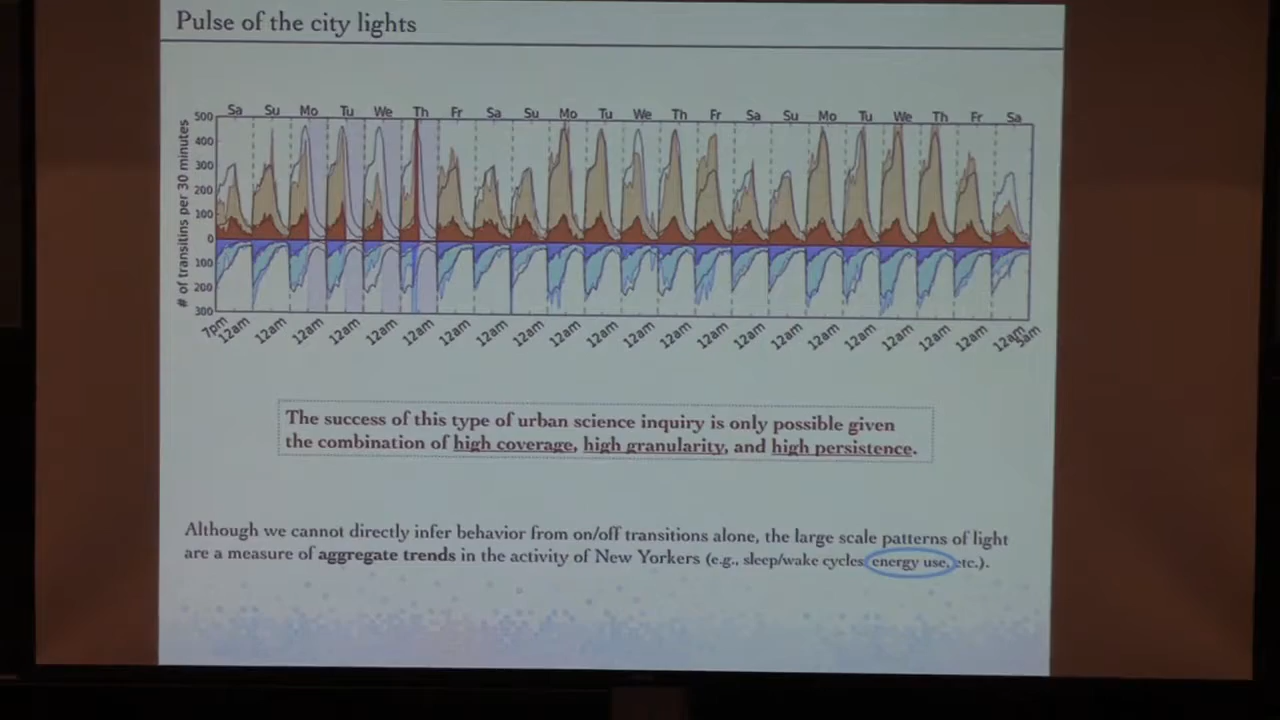 Pulse of the city lights
Sa Su Mo Tu We Th Fr Sa Su Mo Tu We Th Fr Sa Su Mo Tu We Th Fr Sa
# of transitins per 30 minutes
500
400
300
200
100
0
100
200
300
7pm 12am 12am 12am 12am 12am 12am 12am 12am 12am 12am 12am 12am 12am 12am 12am 12am 12am 12am 12am 12am 12am 12am 5am
The success of this type of urban science inquiry is only possible given
the combination of high coverage, high granularity, and high persistence.
Although we cannot directly infer behavior from on/off transitions alone, the large scale patterns of light
are a measure of aggregate trends in the activity of New Yorkers (e.g., sleep/wake cycles, energy use, etc.).